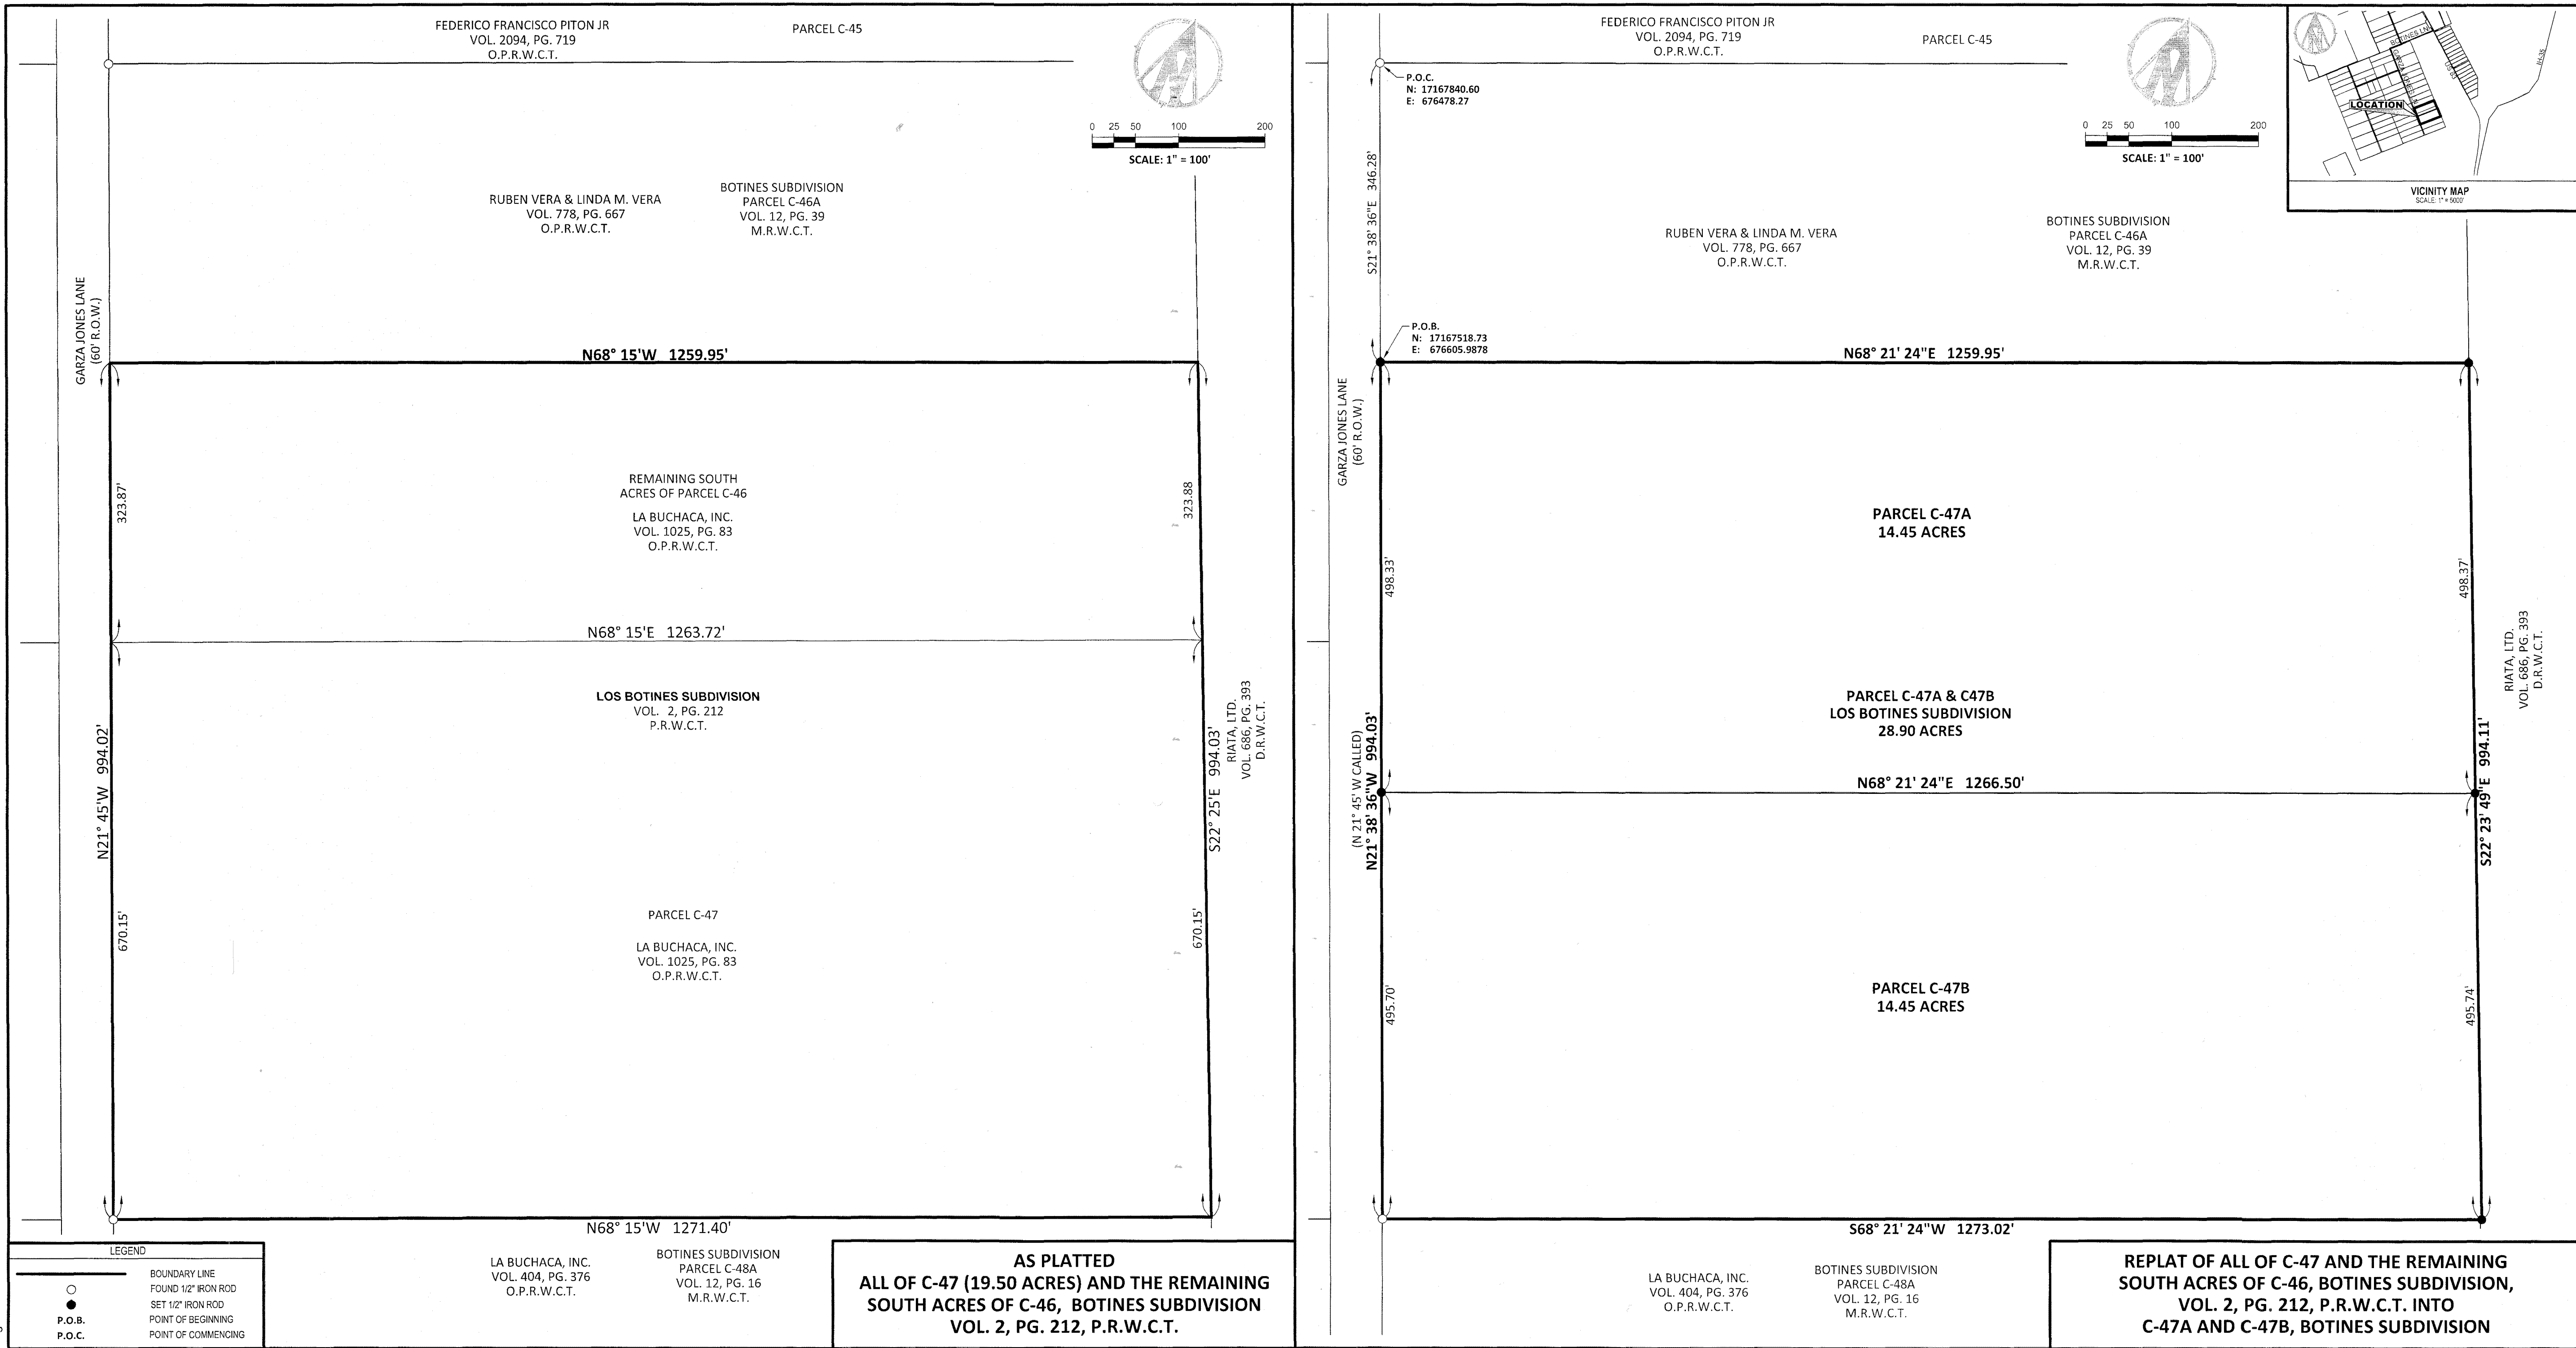 FEDERICO FRANCISCO PITON JR
VOL. 2094, PG. 719
O.P.R.W.C.T.
PARCEL C-45
0 25 50 100 200
SCALE: 1" = 100'
RUBEN VERA & LINDA M. VERA
VOL. 778, PG. 667
O.P.R.W.C.T.
BOTINES SUBDIVISION
PARCEL C-46A
VOL. 12, PG. 39
M.R.W.C.T.
GARZA JONES LANE
(60' R.O.W.)
N68° 15'W 1259.95'
323.87'
REMAINING SOUTH
ACRES OF PARCEL C-46
LA BUCHACA, INC.
VOL. 1025, PG. 83
O.P.R.W.C.T.
323.88
N68° 15'E 1263.72'
LOS BOTINES SUBDIVISION
VOL. 2, PG. 212
P.R.W.C.T.
N21° 45'W 994.02'
S22° 25'E 994.03'
RIATA, LTD.
VOL. 686, PG. 393
D.R.W.C.T.
670.15'
PARCEL C-47
LA BUCHACA, INC.
VOL. 1025, PG. 83
O.P.R.W.C.T.
670.15'
N68° 15'W 1271.40'
LEGEND
BOUNDARY LINE
FOUND 1/2" IRON ROD
SET 1/2" IRON ROD
P.O.B. POINT OF BEGINNING
P.O.C. POINT OF COMMENCING
LA BUCHACA, INC.
VOL. 404, PG. 376
O.P.R.W.C.T.
BOTINES SUBDIVISION
PARCEL C-48A
VOL. 12, PG. 16
M.R.W.C.T.
AS PLATTED
ALL OF C-47 (19.50 ACRES) AND THE REMAINING
SOUTH ACRES OF C-46, BOTINES SUBDIVISION
VOL. 2, PG. 212, P.R.W.C.T.
FEDERICO FRANCISCO PITON JR
VOL. 2094, PG. 719
O.P.R.W.C.T.
PARCEL C-45
P.O.C.
N: 17167840.60
E: 676478.27
0 25 50 100 200
SCALE: 1" = 100'
BOTINES LN
GARZA JONES LN
US 83
IH-35
LOCATION
VICINITY MAP
SCALE: 1" = 5000'
S21° 38' 36"E 346.28'
RUBEN VERA & LINDA M. VERA
VOL. 778, PG. 667
O.P.R.W.C.T.
BOTINES SUBDIVISION
PARCEL C-46A
VOL. 12, PG. 39
M.R.W.C.T.
P.O.B.
N: 17167518.73
E: 676605.9878
N68° 21' 24"E 1259.95'
GARZA JONES LANE
(60' R.O.W.)
PARCEL C-47A
14.45 ACRES
498.33'
498.37'
RIATA, LTD.
VOL. 686, PG. 393
D.R.W.C.T.
PARCEL C-47A & C47B
LOS BOTINES SUBDIVISION
28.90 ACRES
(N 21° 45' W CALLED)
N21° 38' 36"W 994.03'
N68° 21' 24"E 1266.50'
S22° 23' 49"E 994.11'
PARCEL C-47B
14.45 ACRES
495.70'
495.74'
S68° 21' 24"W 1273.02'
LA BUCHACA, INC.
VOL. 404, PG. 376
O.P.R.W.C.T.
BOTINES SUBDIVISION
PARCEL C-48A
VOL. 12, PG. 16
M.R.W.C.T.
REPLAT OF ALL OF C-47 AND THE REMAINING
SOUTH ACRES OF C-46, BOTINES SUBDIVISION,
VOL. 2, PG. 212, P.R.W.C.T. INTO
C-47A AND C-47B, BOTINES SUBDIVISION